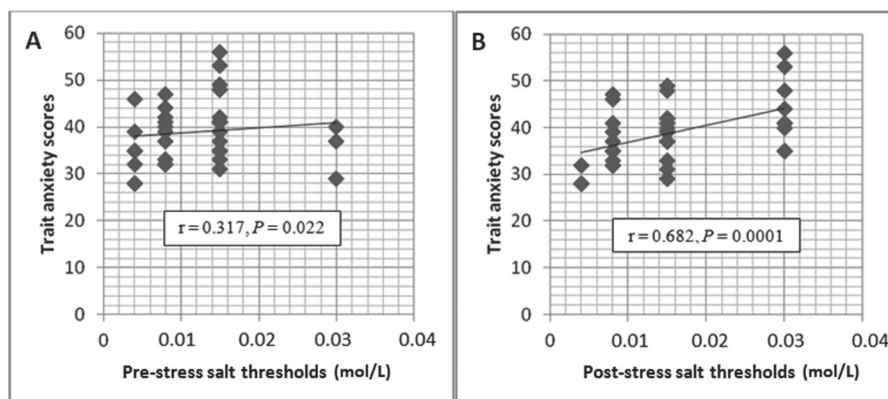 A
60
50
40
30
20
10
0
Trait anxiety scores
r = 0.317, P = 0.022
0 0.01 0.02 0.03 0.04
Pre-stress salt thresholds (mol/L)
B
60
50
40
30
20
10
0
Trait anxiety scores
r = 0.682, P = 0.0001
0 0.01 0.02 0.03 0.04
Post-stress salt thresholds (mol/L)